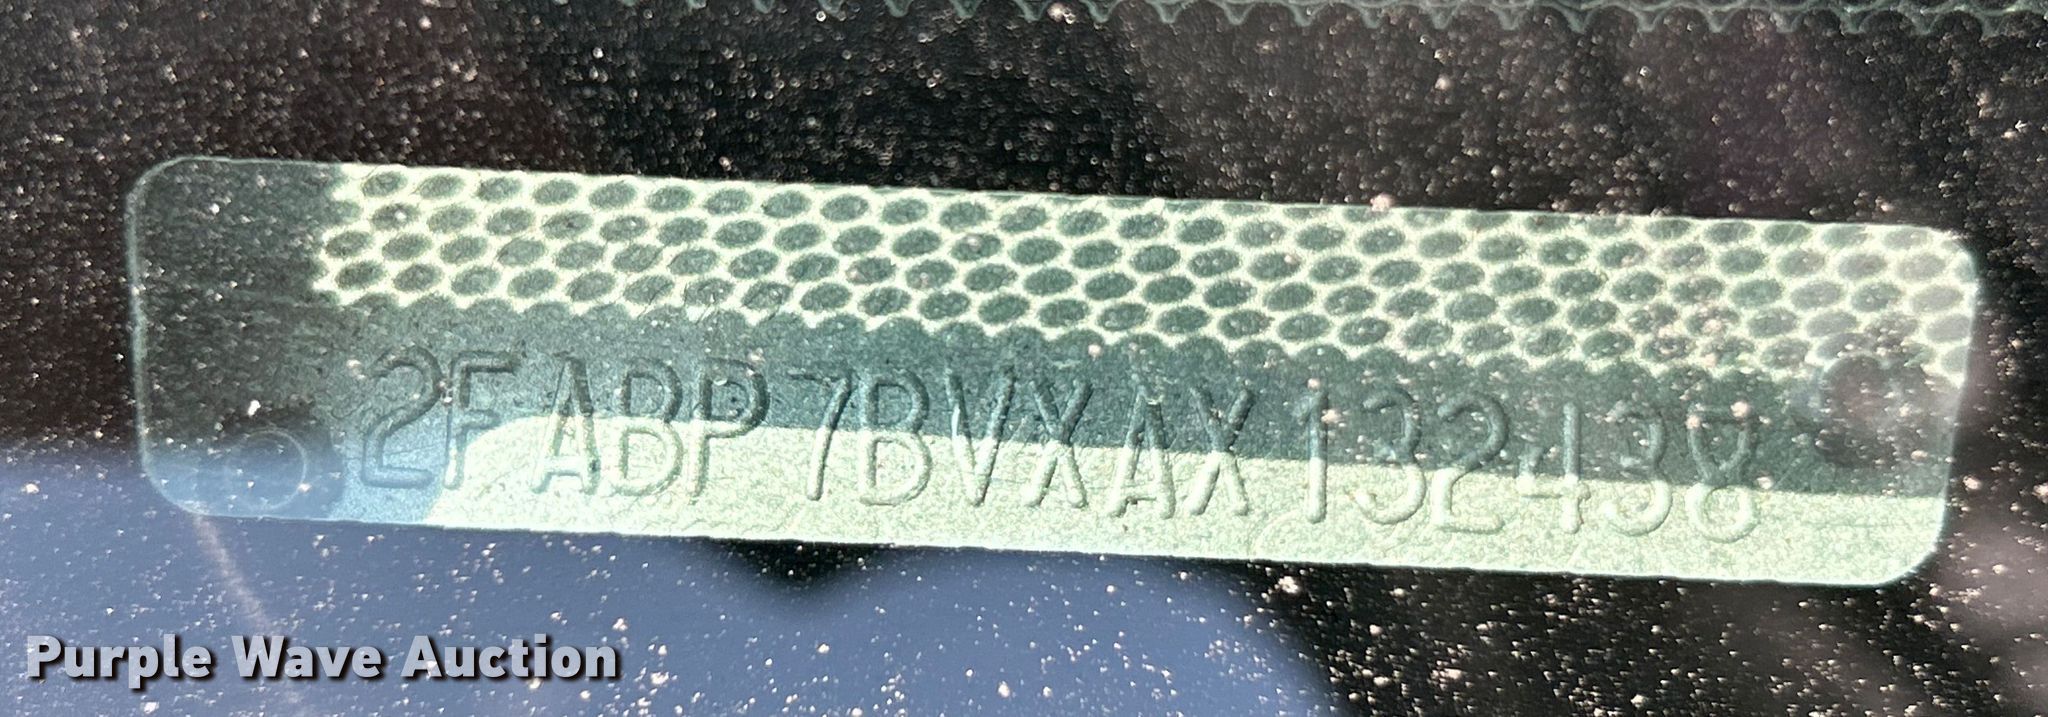 2FABP7BVXAX132438
Purple Wave Auction